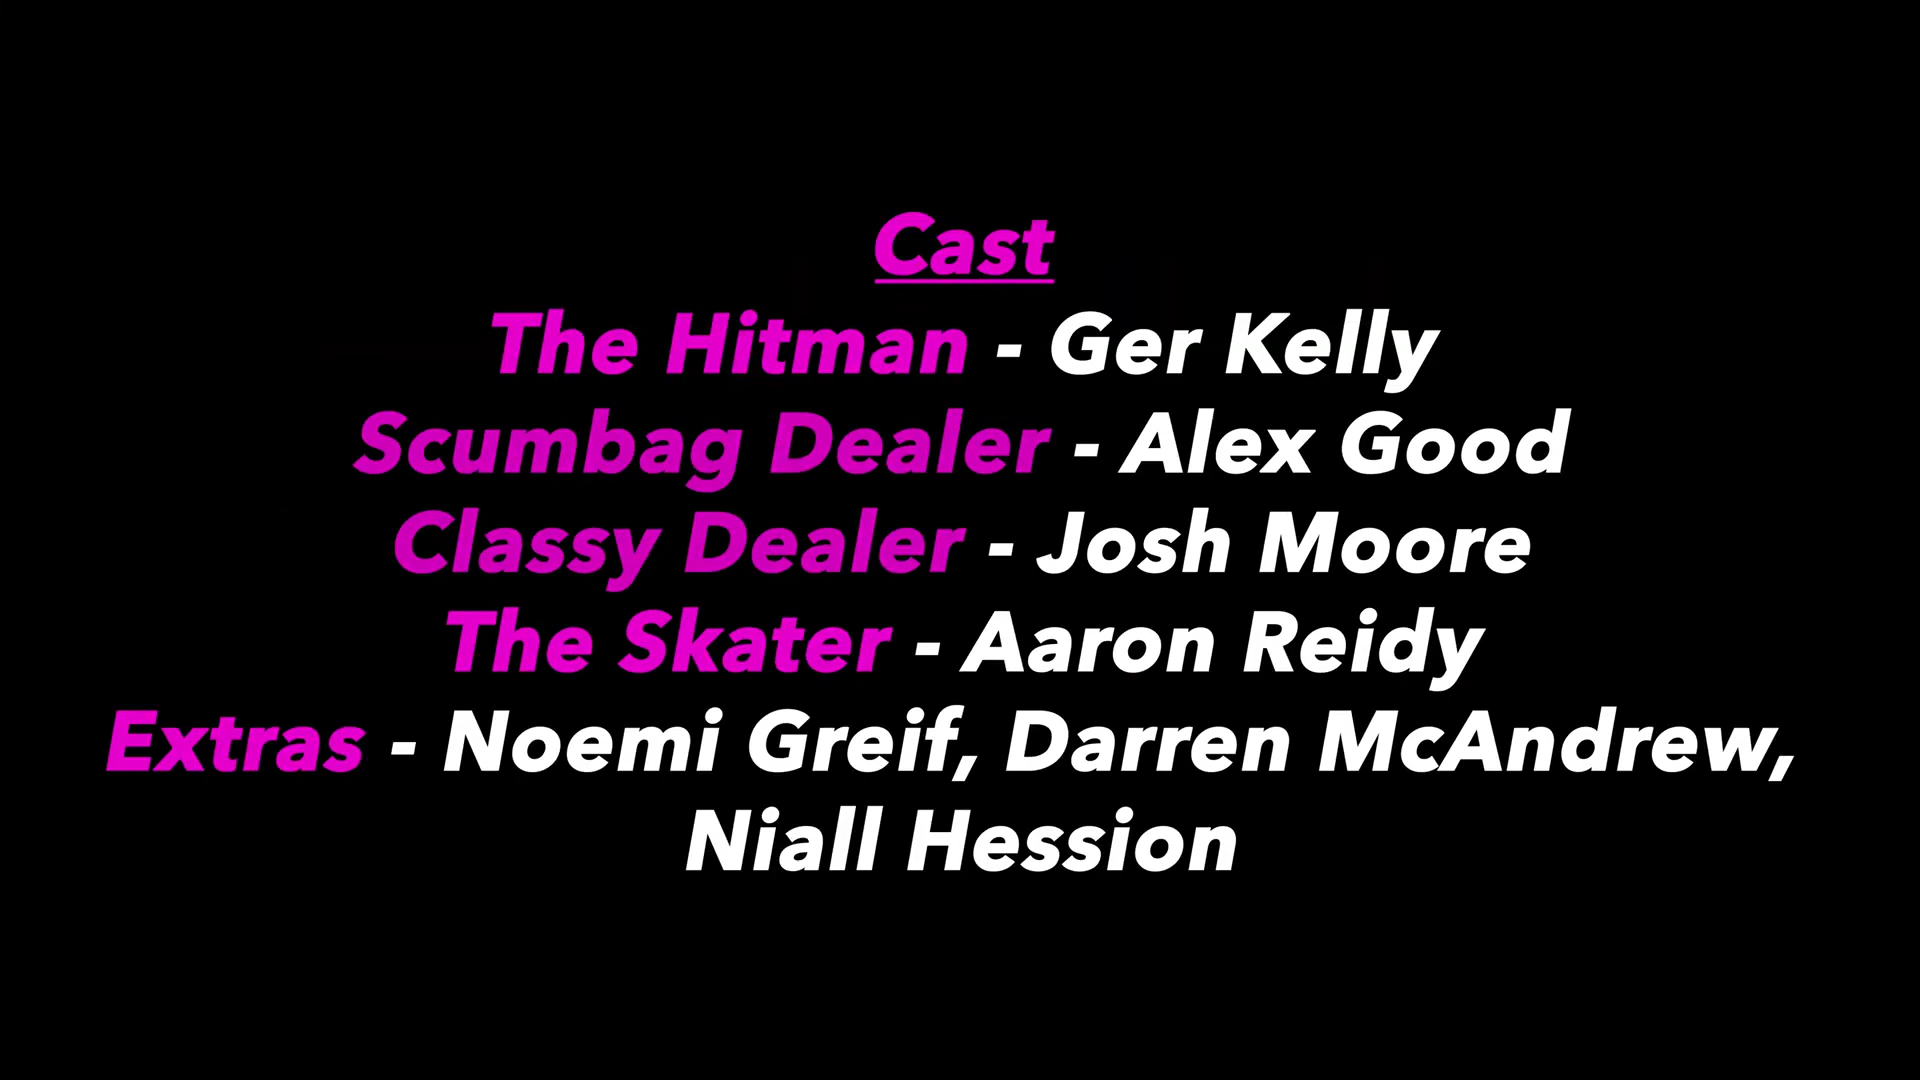 Cast
The Hitman - Ger Kelly
Scumbag Dealer - Alex Good
Classy Dealer - Josh Moore
The Skater - Aaron Reidy
Extras - Noemi Greif, Darren McAndrew,
Niall Hession